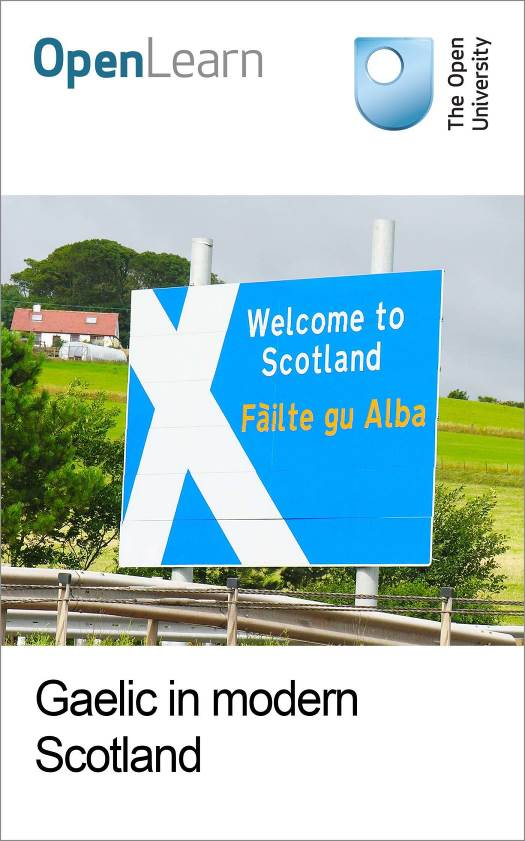 OpenLearn
The Open
University
Welcome to
Scotland
Fàilte gu Alba
Gaelic in modern
Scotland